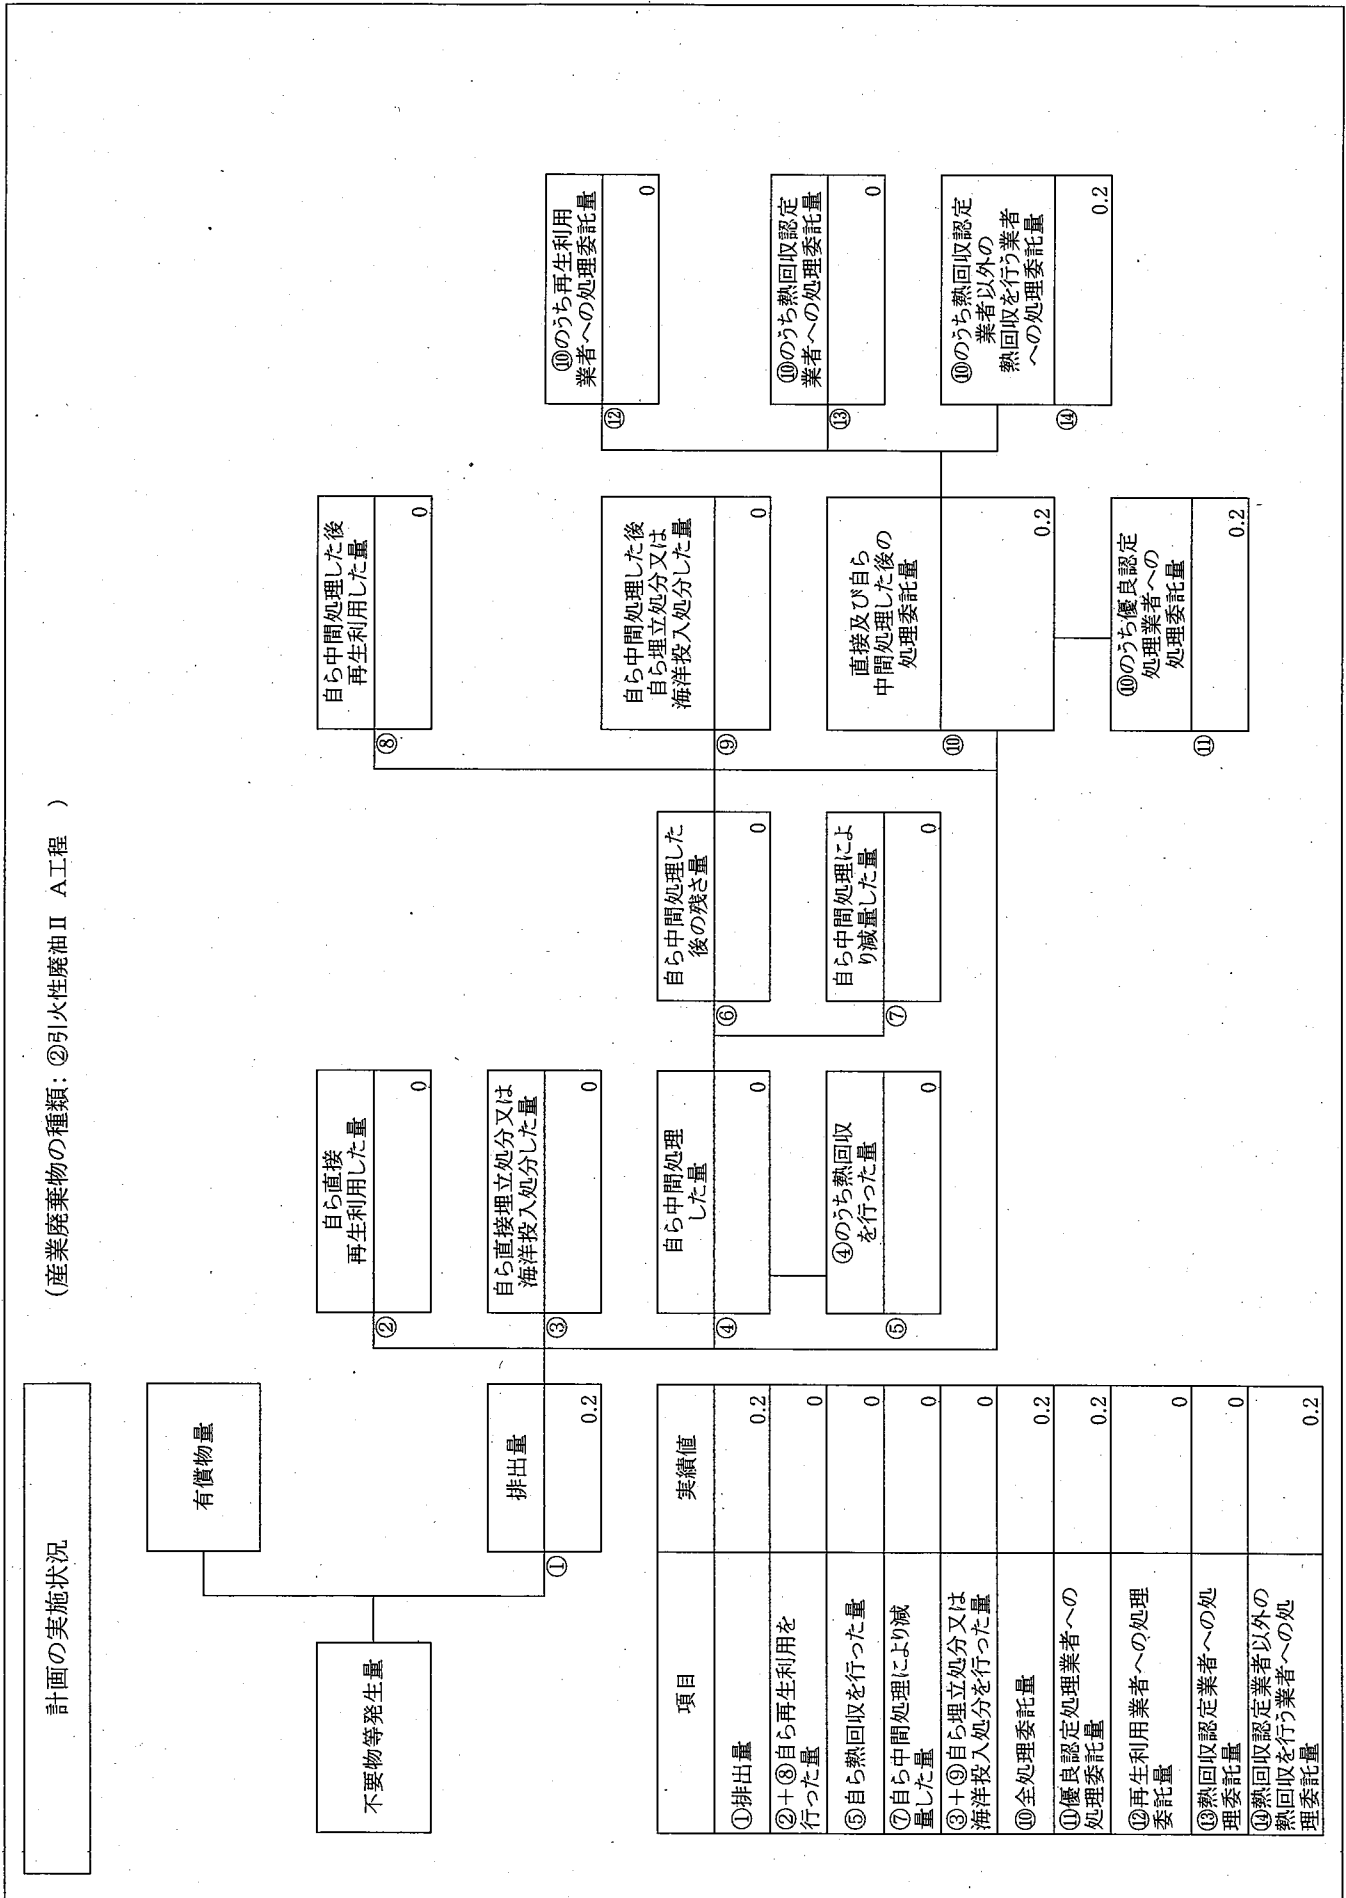 計画の実施状況
(産業廃棄物の種類: ②引火性廃油Ⅱ A工程 )
不要物等発生量
有償物量
①
排出量
0.2
②
自ら直接
再生利用した量
0
③
自ら直接埋立処分又は
海洋投入処分した量
0
④
自ら中間処理
した量
0
⑤
④のうち熱回収
を行った量
0
⑥
自ら中間処理した
後の残さ量
0
⑦
自ら中間処理によ
り減量した量
0
⑧
自ら中間処理した後
再生利用した量
0
⑨
自ら中間処理した後
自ら埋立処分又は
海洋投入処分した量
0
⑩
直接及び自ら
中間処理した後の
処理委託量
0.2
⑪
⑩のうち優良認定
処理業者への
処理委託量
0.2
⑫
⑩のうち再生利用
業者への処理委託量
0
⑬
⑩のうち熱回収認定
業者への処理委託量
0
⑭
⑩のうち熱回収認定
業者以外の
熱回収を行う業者
への処理委託量
0.2
項目 実績値
①排出量 0.2
②+⑧自ら再生利用を
行った量 0
⑤自ら熱回収を行った量 0
⑦自ら中間処理により減
量した量 0
③+⑨自ら埋立処分又は
海洋投入処分を行った量 0
⑩全処理委託量 0.2
⑪優良認定処理業者への
処理委託量 0.2
⑫再生利用業者への処理
委託量 0
⑬熱回収認定業者への処
理委託量 0
⑭熱回収認定業者以外の
熱回収を行う業者への処
理委託量 0.2